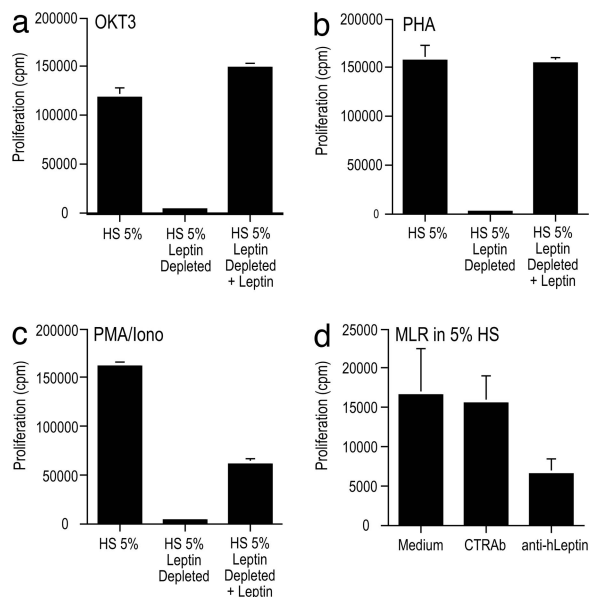 a
OKT3
Proliferation (cpm)
200000
150000
100000
50000
0
HS 5%
HS 5%
Leptin
Depleted
HS 5%
Leptin
Depleted
+ Leptin
b
PHA
Proliferation (cpm)
200000
150000
100000
50000
0
HS 5%
HS 5%
Leptin
Depleted
HS 5%
Leptin
Depleted
+ Leptin
c
PMA/Iono
Proliferation (cpm)
200000
150000
100000
50000
0
HS 5%
HS 5%
Leptin
Depleted
HS 5%
Leptin
Depleted
+ Leptin
d
MLR in 5% HS
Proliferation (cpm)
25000
20000
15000
10000
5000
0
Medium
CTRAb
anti-hLeptin